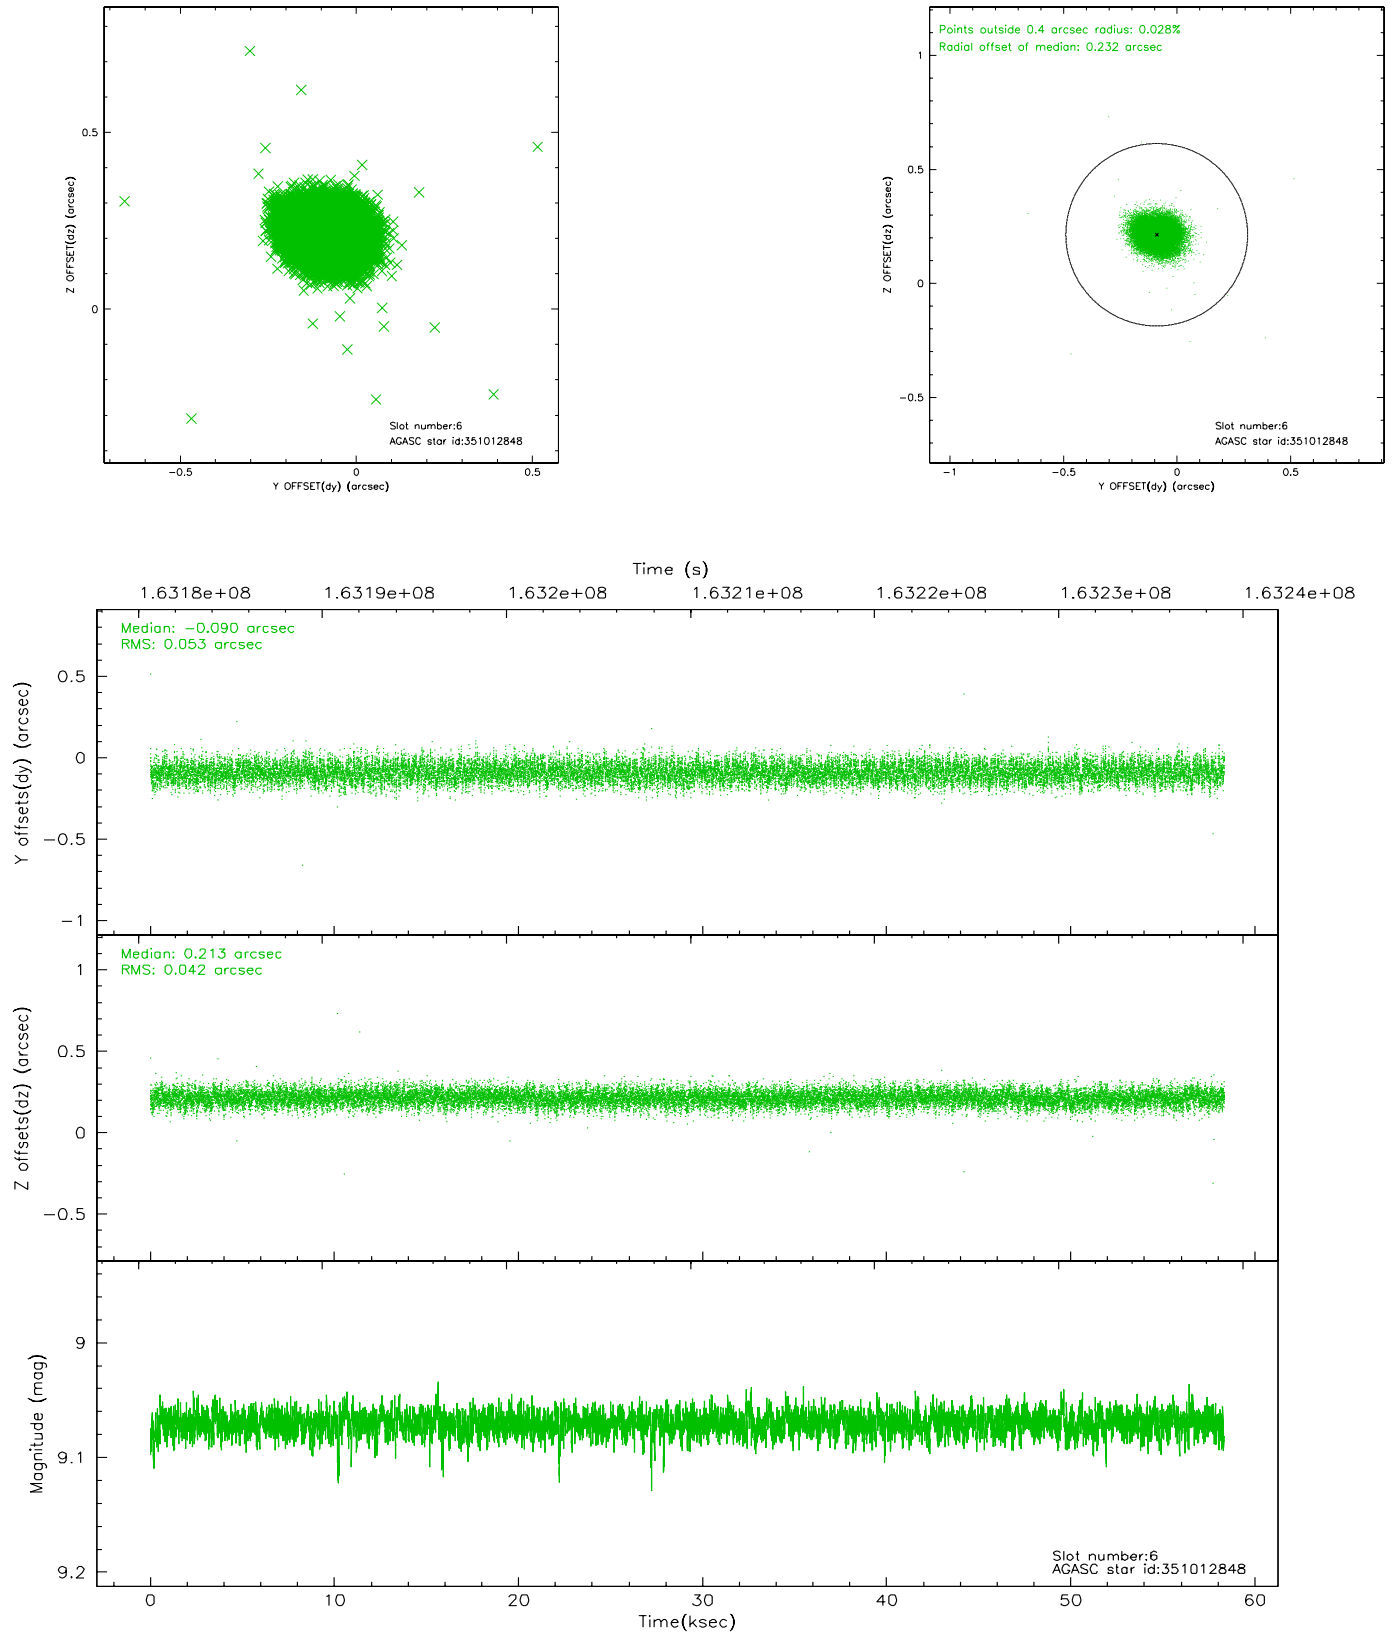 0.5
0
Z OFFSET(dz) (arcsec)
Slot number:6
AGASC star id:351012848
−0.5
0
0.5
Y OFFSET(dy) (arcsec)
Points outside 0.4 arcsec radius: 0.028%
Radial offset of median: 0.232 arcsec
1
0.5
0
−0.5
Z OFFSET(dz) (arcsec)
Slot number:6
AGASC star id:351012848
−1
−0.5
0
0.5
Y OFFSET(dy) (arcsec)
Time (s)
1.6318e+08
1.6319e+08
1.632e+08
1.6321e+08
1.6322e+08
1.6323e+08
1.6324e+08
Median: −0.090 arcsec
RMS: 0.053 arcsec
0.5
0
−0.5
−1
Y offsets(dy) (arcsec)
Median: 0.213 arcsec
RMS: 0.042 arcsec
1
0.5
0
−0.5
Z offsets(dz) (arcsec)
9
9.1
9.2
Magnitude (mag)
Slot number:6
AGASC star id:351012848
0
10
20
30
40
50
60
Time(ksec)